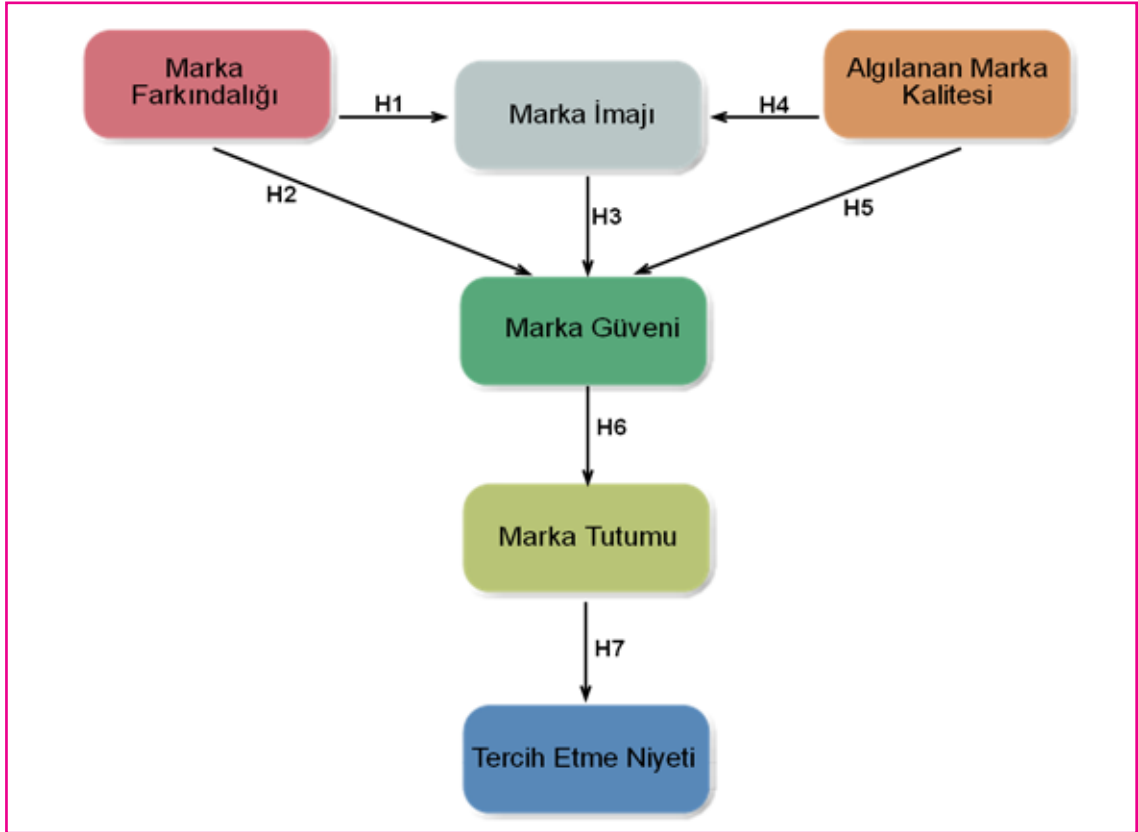 Marka
Farkındalığı
H1
Marka İmajı
H4
Algılanan Marka
Kalitesi
H2
H3
H5
Marka Güveni
H6
Marka Tutumu
H7
Tercih Etme Niyeti